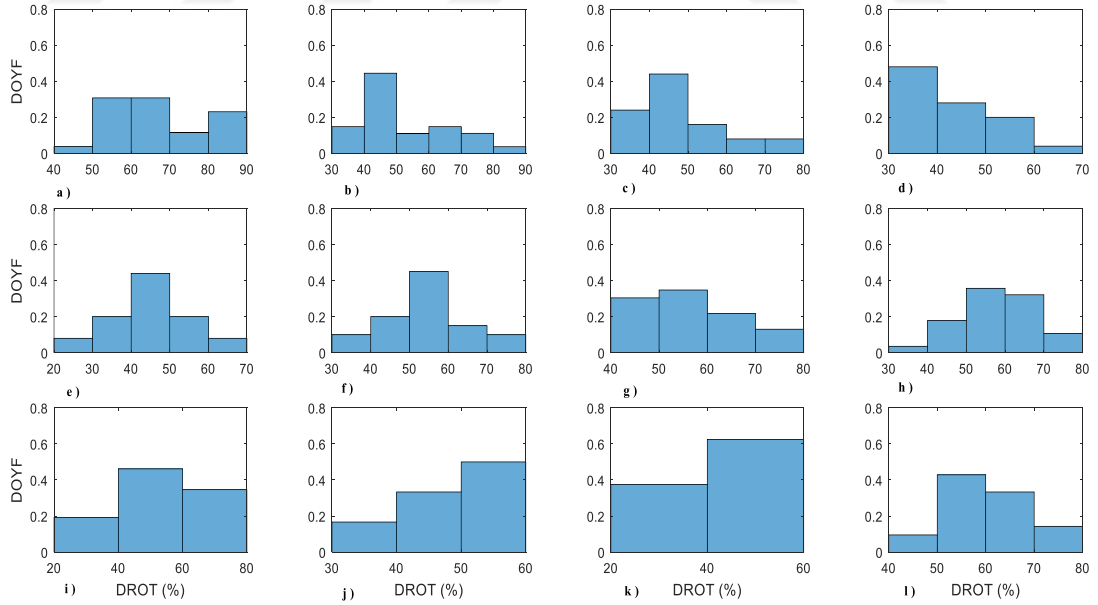 0.8 0.8 0.8 0.8
0.6 0.6 0.6 0.6
DOYF
0.4 0.4 0.4 0.4
0.2 0.2 0.2 0.2
0 0 0 0
40 50 60 70 80 90 30 40 50 60 70 80 90 30 40 50 60 70 80 30 40 50 60 70
a ) b ) c ) d )
0.8 0.8 0.8 0.8
0.6 0.6 0.6 0.6
DOYF
0.4 0.4 0.4 0.4
0.2 0.2 0.2 0.2
0 0 0 0
20 30 40 50 60 70 30 40 50 60 70 80 40 50 60 70 80 30 40 50 60 70 80
e ) f ) g ) h )
0.8 0.8 0.8 0.8
0.6 0.6 0.6 0.6
DOYF
0.4 0.4 0.4 0.4
0.2 0.2 0.2 0.2
0 0 0 0
20 40 60 80 30 40 50 60 20 40 60 40 50 60 70 80
i ) DROT (%) j ) DROT (%) k ) DROT (%) l ) DROT (%)